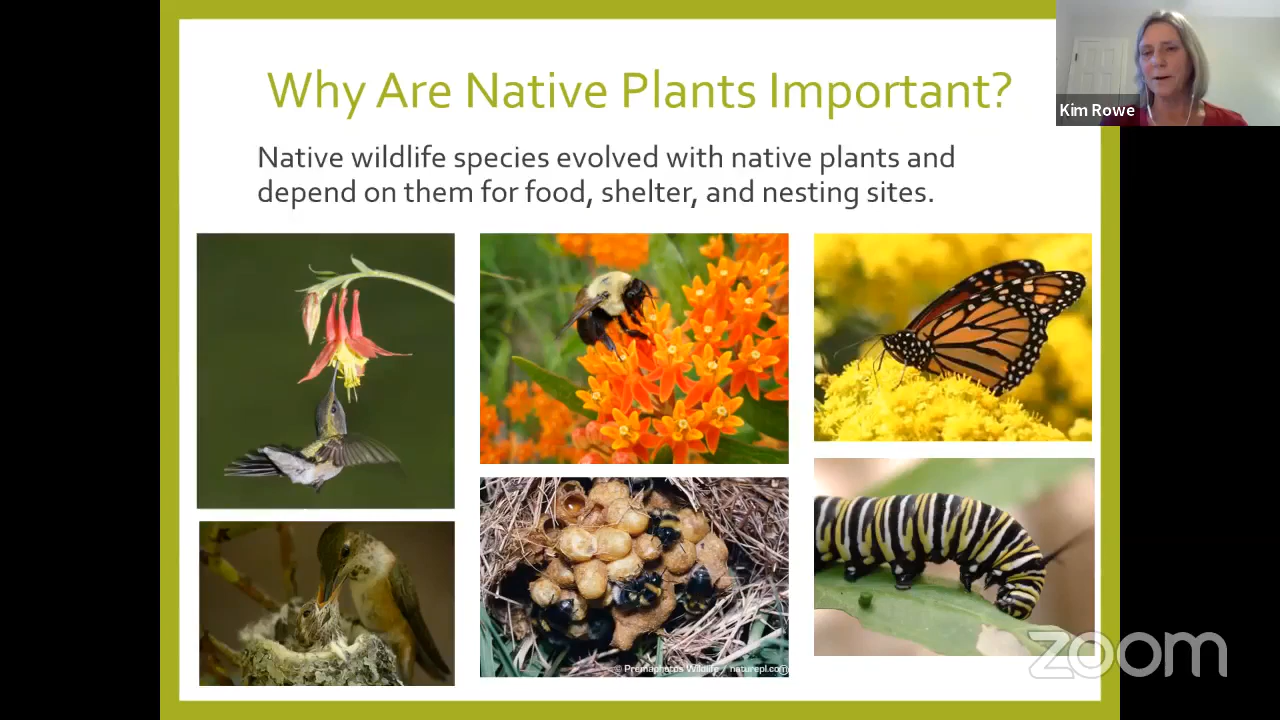 Why Are Native Plants Important?
Kim Rowe
Native wildlife species evolved with native plants and
depend on them for food, shelter, and nesting sites.
© Premaphotos Wildlife / naturepl.com
zoom